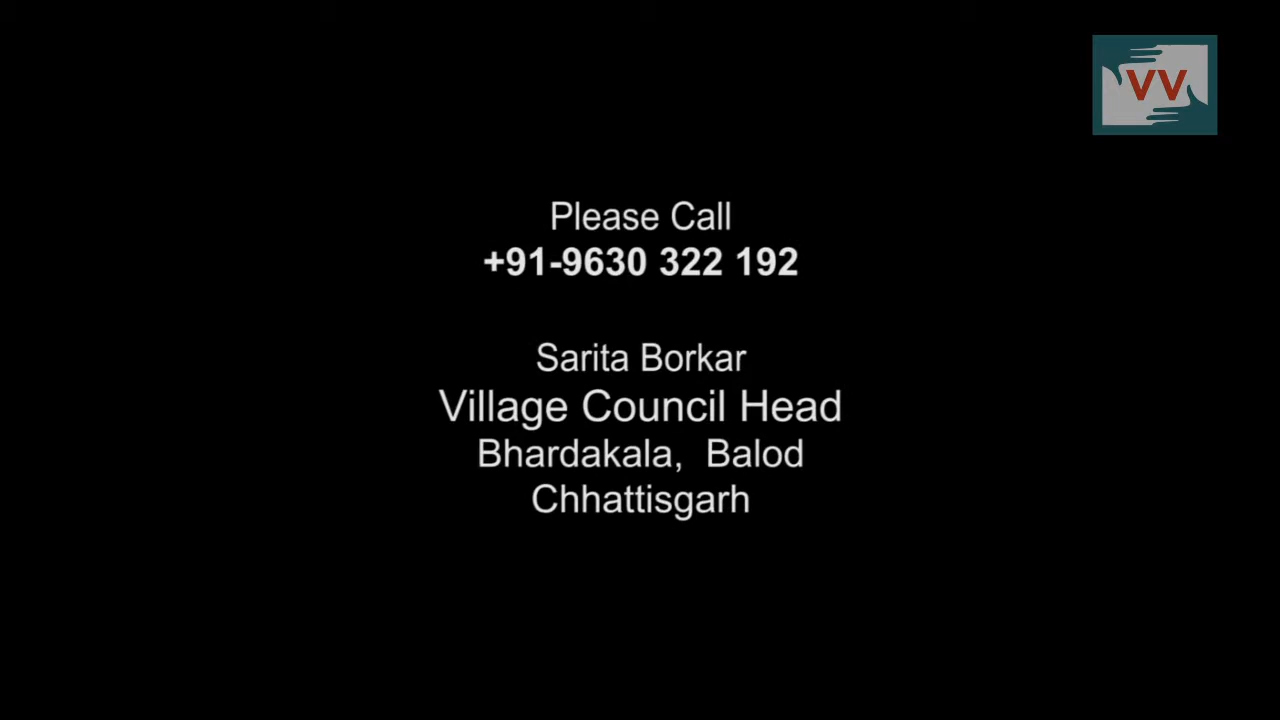 VV
Please Call
+91-9630 322 192
Sarita Borkar
Village Council Head
Bhardakala, Balod
Chhattisgarh